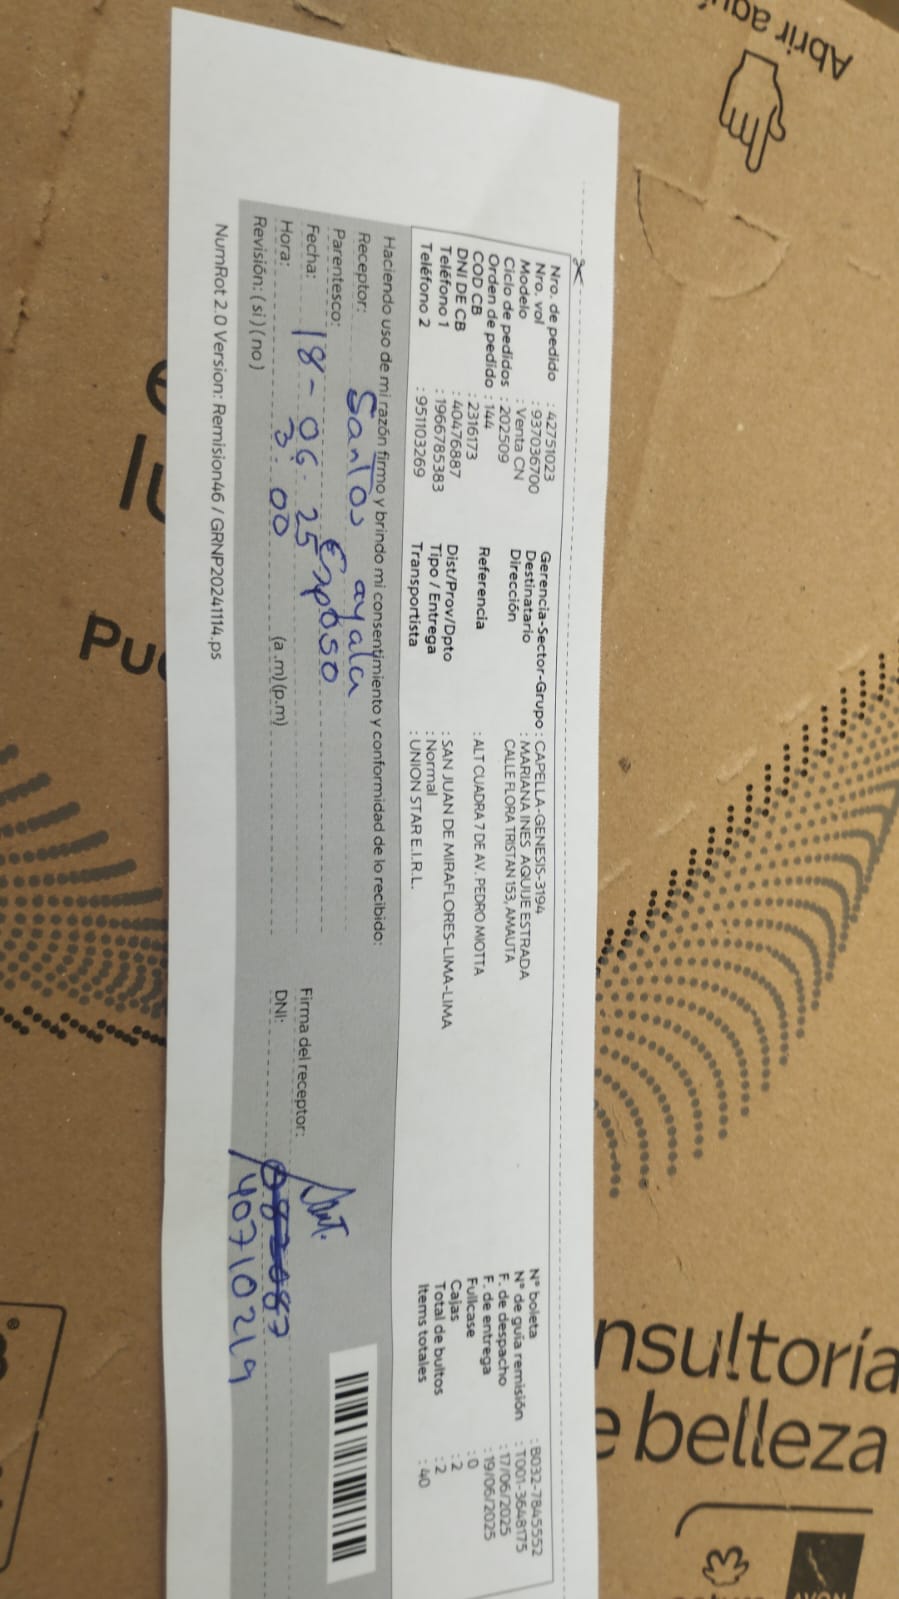 Abrir aqu
Nro. de pedido : 42751023
Nro. vol : 937036700
Modelo : Venta CN
Ciclo de pedidos : 202509
Orden de pedido : 144
COD CB : 2316173
DNI DE CB : 40476887
Teléfono 1 : 1966785383
Teléfono 2 : 951103269
Gerencia-Sector-Grupo : CAPELLA-GENESIS-3194
Destinatario : MARIANA INES AQUIJE ESTRADA
Dirección CALLE FLORA TRISTAN 153, AMAUTA
Referencia : ALT CUADRA 7 DE AV. PEDRO MIOTTA
Dist/Prov/Dpto : SAN JUAN DE MIRAFLORES-LIMA-LIMA
Tipo / Entrega : Normal
Transportista : UNION STAR E.I.R.L.
N° boleta : B032-7845552
N° de guía remisión : T001-3648175
F. de despacho : 17/06/2025
F. de entrega : 19/06/2025
Fullcase : 0
Cajas : 2
Total de bultos : 2
Items totales : 40
Haciendo uso de mi razón firmo y brindo mi consentimiento y conformidad de lo recibido:
Receptor: Santos ayala
Parentesco: Esposo
Fecha: 18-06-25
Hora: 3:00 (a.m)(p.m)
Revisión: (si) (no)
Firma del receptor:
DNI: 40710219
NumRot 2.0 Version: Remision46 / GRNP20241114.ps
nsultoría
e belleza
AVON
Pu